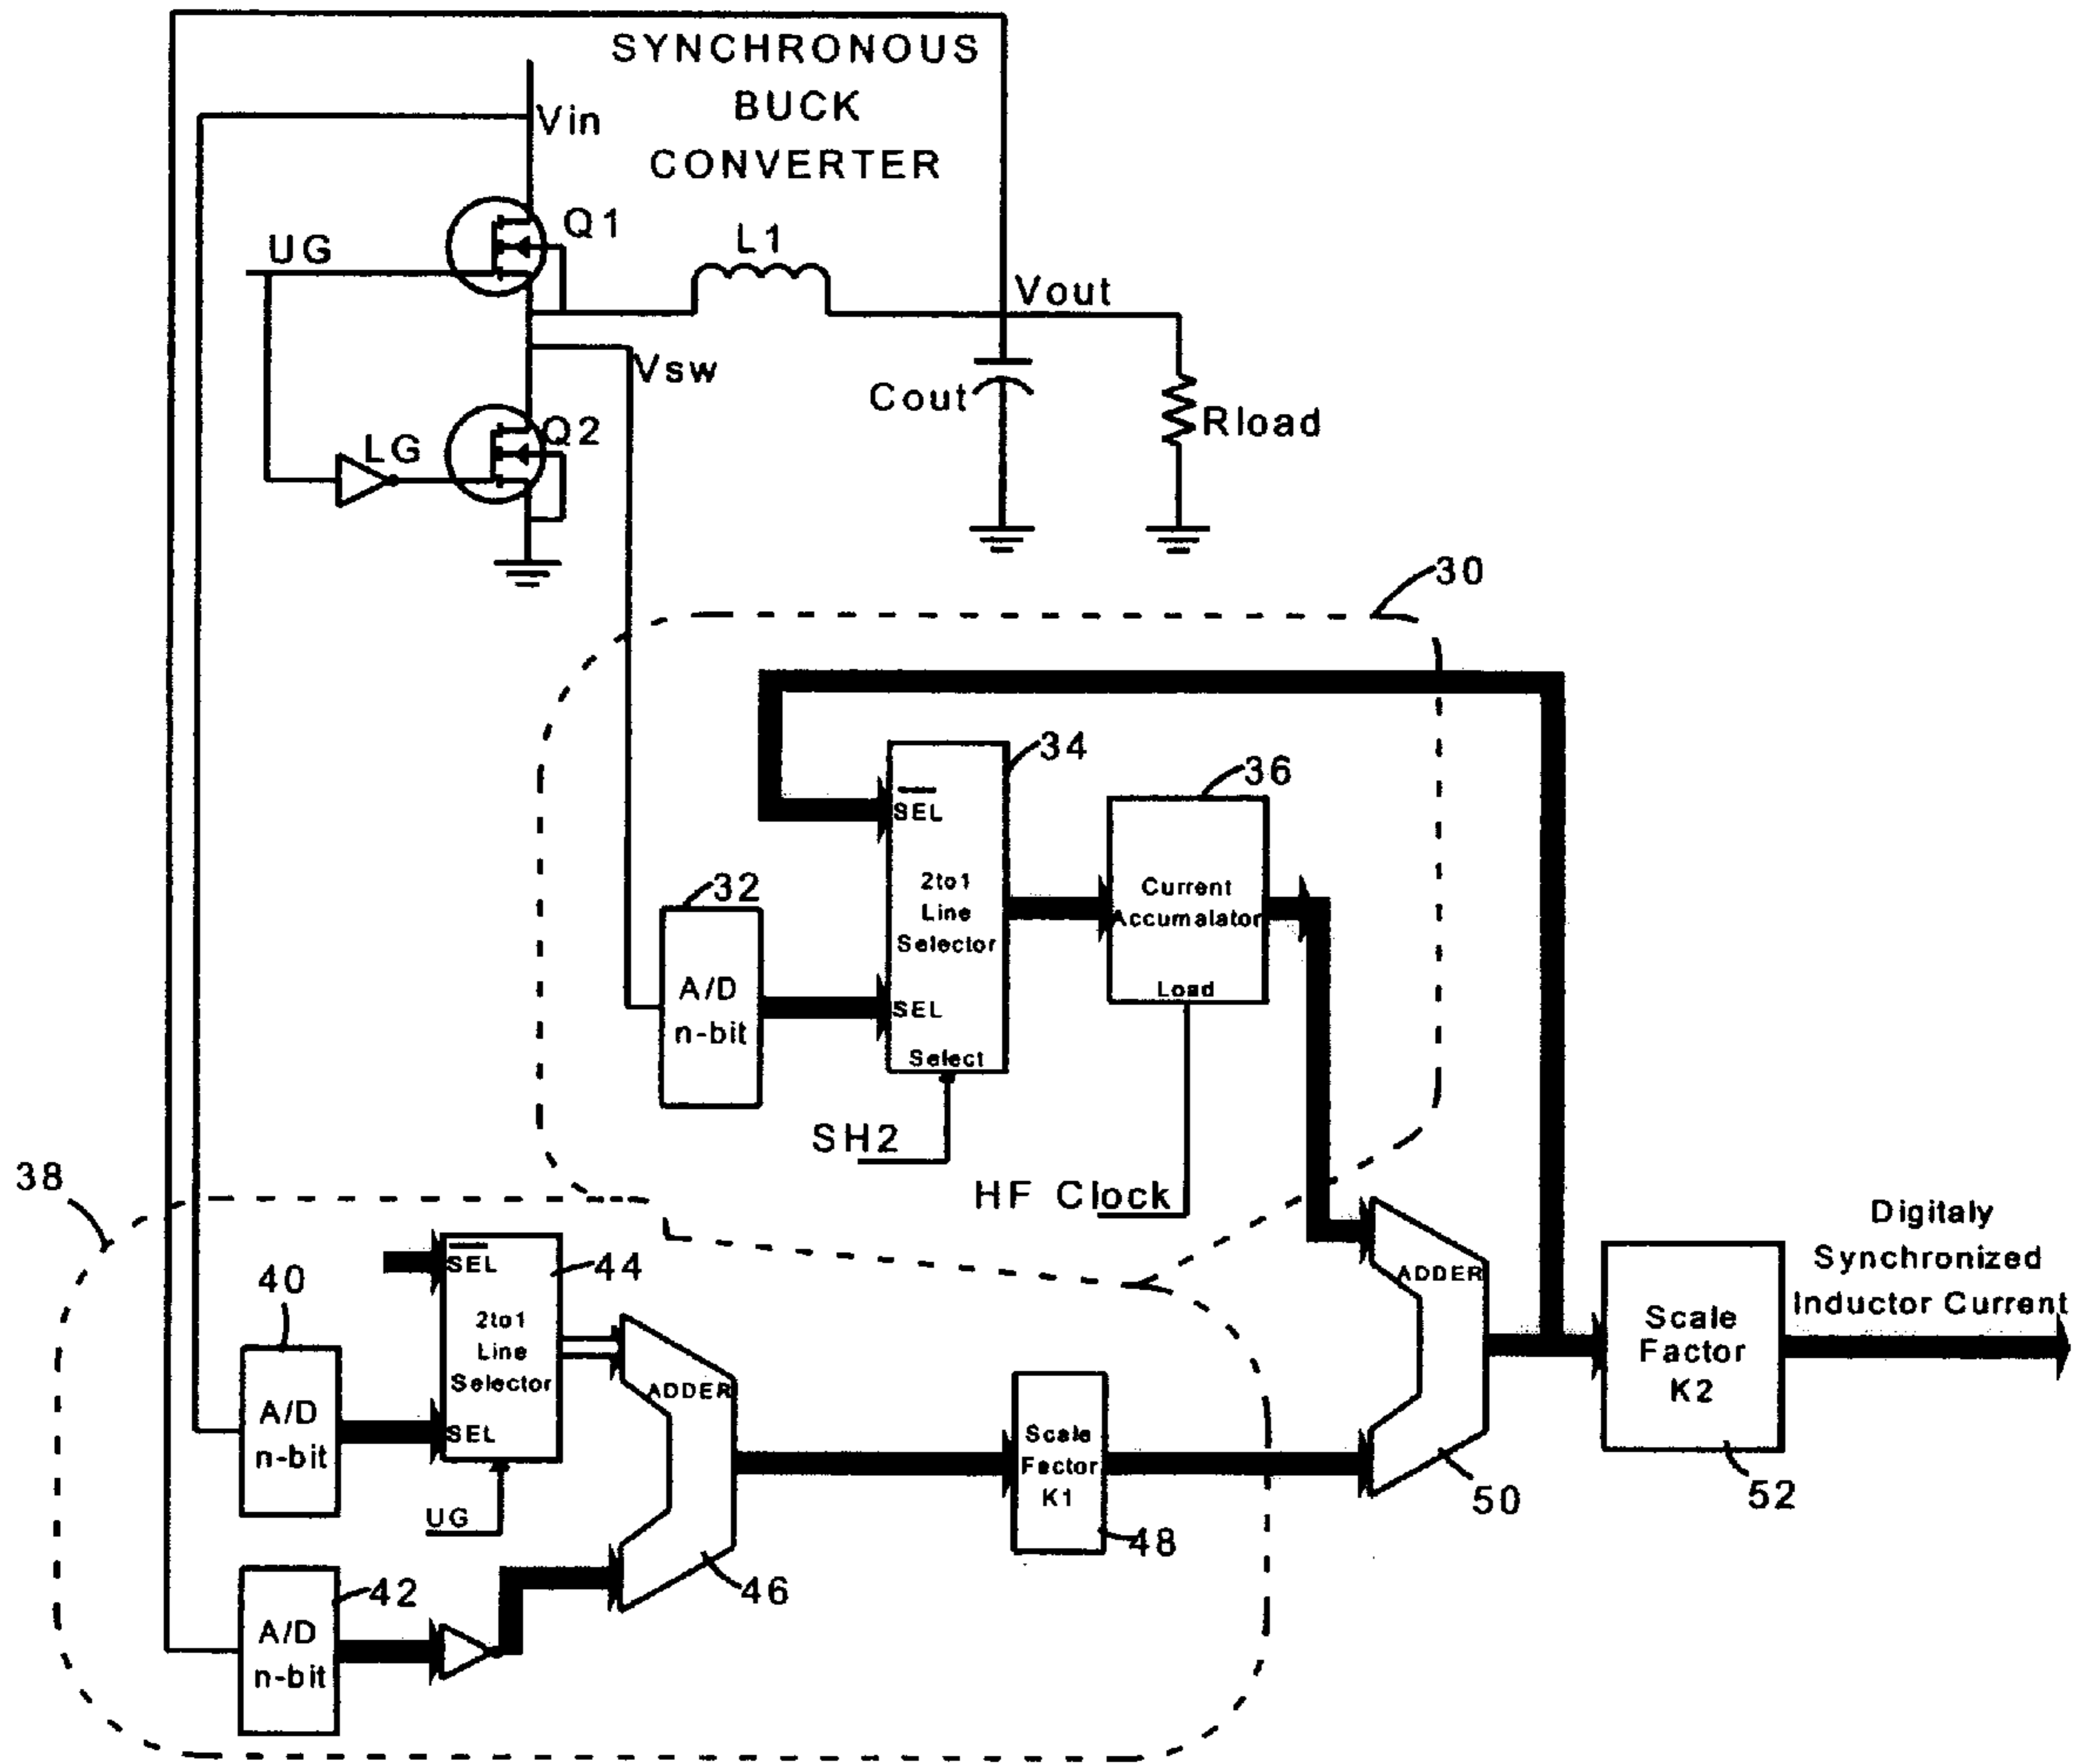 SYNCHRONOUS
BUCK
CONVERTER
Vin
Q1
UG
L1
Vout
Vsw
Cout
Rload
Q2
LG
30
34
SEL
36
2to1
Line
Selector
Current
Accumalator
32
A/D
n-bit
SEL
Load
Select
SH2
HF Clock
38
Digitaly
Synchronized
Inductor Current
44
SEL
40
ADDER
2to1
Line
Selector
Scale
Factor
K2
ADDER
A/D
n-bit
SEL
Scale
Factor
K1
50
52
UG
48
46
42
A/D
n-bit